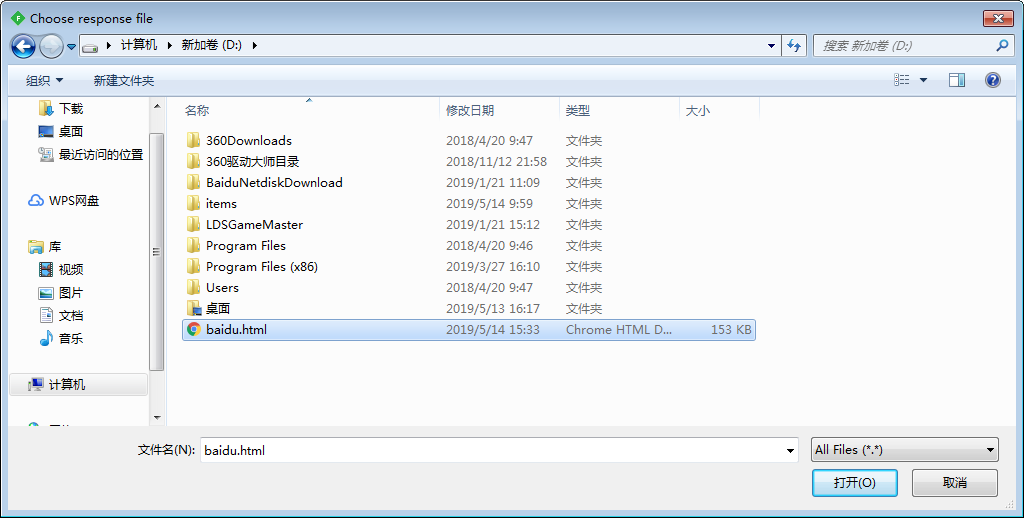 Choose response file
计算机 新加卷 (D:)
搜索 新加卷 (D:)
组织 新建文件夹
名称 修改日期 类型 大小
下载
桌面
最近访问的位置
WPS网盘
库
视频
图片
文档
音乐
计算机
360Downloads 2018/4/20 9:47 文件夹
360驱动大师目录 2018/11/12 21:58 文件夹
BaiduNetdiskDownload 2019/1/21 11:09 文件夹
items 2019/5/14 9:59 文件夹
LDSGameMaster 2019/1/21 15:12 文件夹
Program Files 2018/4/20 9:46 文件夹
Program Files (x86) 2019/3/27 16:10 文件夹
Users 2018/4/20 9:47 文件夹
桌面 2019/5/13 16:17 文件夹
baidu.html 2019/5/14 15:33 Chrome HTML D... 153 KB
文件名(N): baidu.html All Files (*.*)
打开(O) 取消